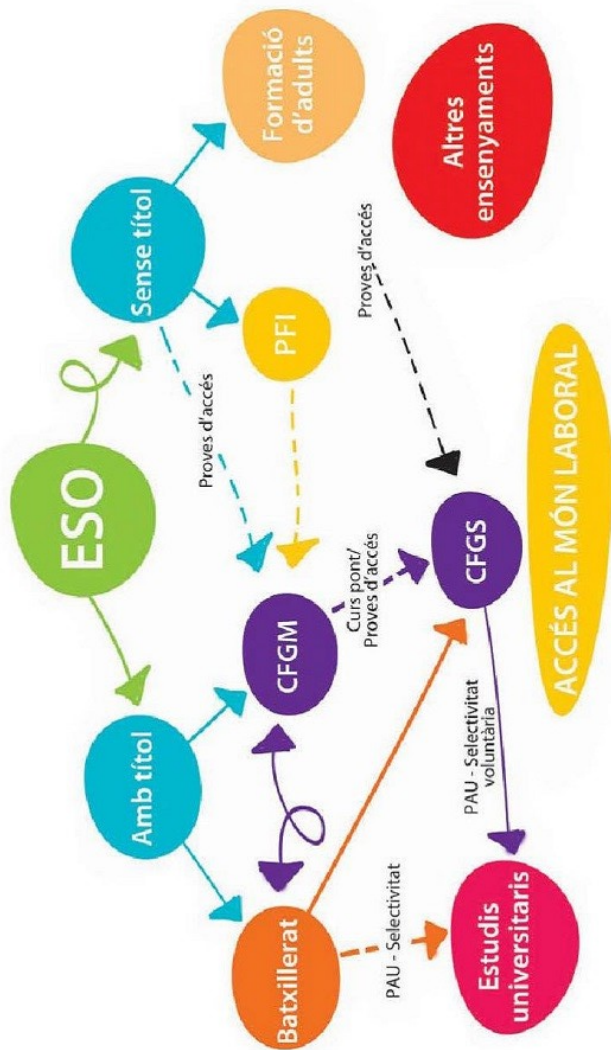 ESO
Amb títol
Sense títol
Proves d'accés
Batxillerat
CFGM
PFI
Formació
d'adults
Curs pont/
Proves d'accés
PAU - Selectivitat
Proves d'accés
PAU - Selectivitat
voluntària
Estudis
universitaris
CFGS
Altres
ensenyaments
ACCÉS AL MÓN LABORAL